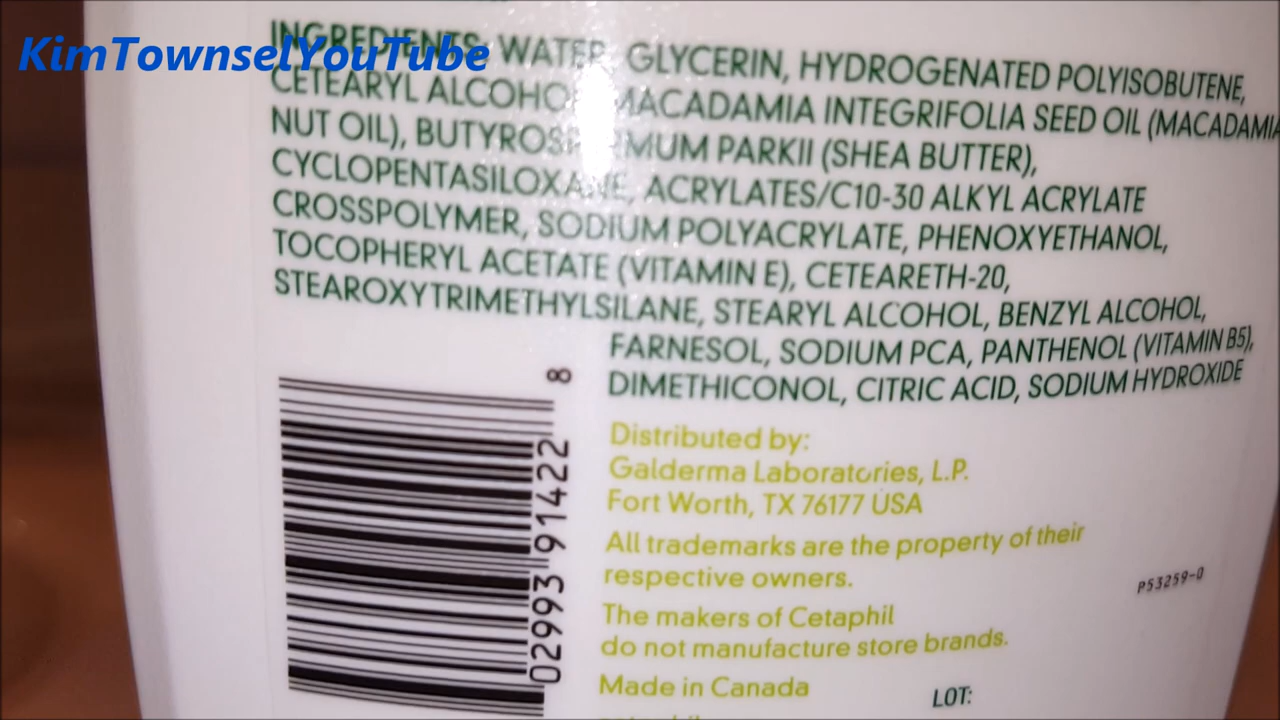 KimTownselYouTube
INGREDIENTS: WATER, GLYCERIN, HYDROGENATED POLYISOBUTENE,
CETEARYL ALCOHOL, MACADAMIA INTEGRIFOLIA SEED OIL (MACADAMIA
NUT OIL), BUTYROSPERMUM PARKII (SHEA BUTTER),
CYCLOPENTASILOXANE, ACRYLATES/C10-30 ALKYL ACRYLATE
CROSSPOLYMER, SODIUM POLYACRYLATE, PHENOXYETHANOL,
TOCOPHERYL ACETATE (VITAMIN E), CETEARETH-20,
STEAROXYTRIMETHYLSILANE, STEARYL ALCOHOL, BENZYL ALCOHOL,
FARNESOL, SODIUM PCA, PANTHENOL (VITAMIN B5),
DIMETHICONOL, CITRIC ACID, SODIUM HYDROXIDE
02993 91422 8
Distributed by:
Galderma Laboratories, L.P.
Fort Worth, TX 76177 USA
All trademarks are the property of their
respective owners.
P53259-0
The makers of Cetaphil
do not manufacture store brands.
Made in Canada
LOT: